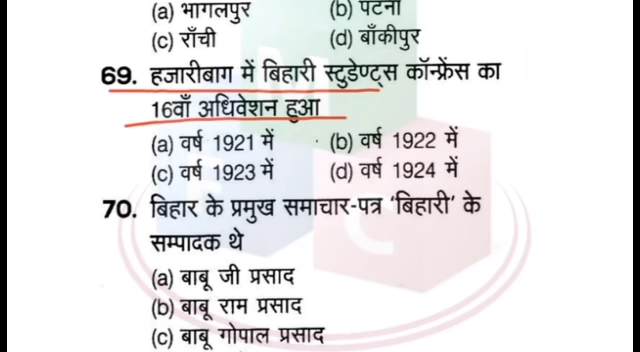 (a) भागलपुर (b) पटना
(c) राँची (d) बाँकीपुर
69. हजारीबाग में बिहारी स्टुडेण्ट्स कॉन्फ्रेंस का
16वाँ अधिवेशन हुआ
(a) वर्ष 1921 में (b) वर्ष 1922 में
(c) वर्ष 1923 में (d) वर्ष 1924 में
70. बिहार के प्रमुख समाचार-पत्र ‘बिहारी’ के
सम्पादक थे
(a) बाबू जी प्रसाद
(b) बाबू राम प्रसाद
(c) बाबू गोपाल प्रसाद